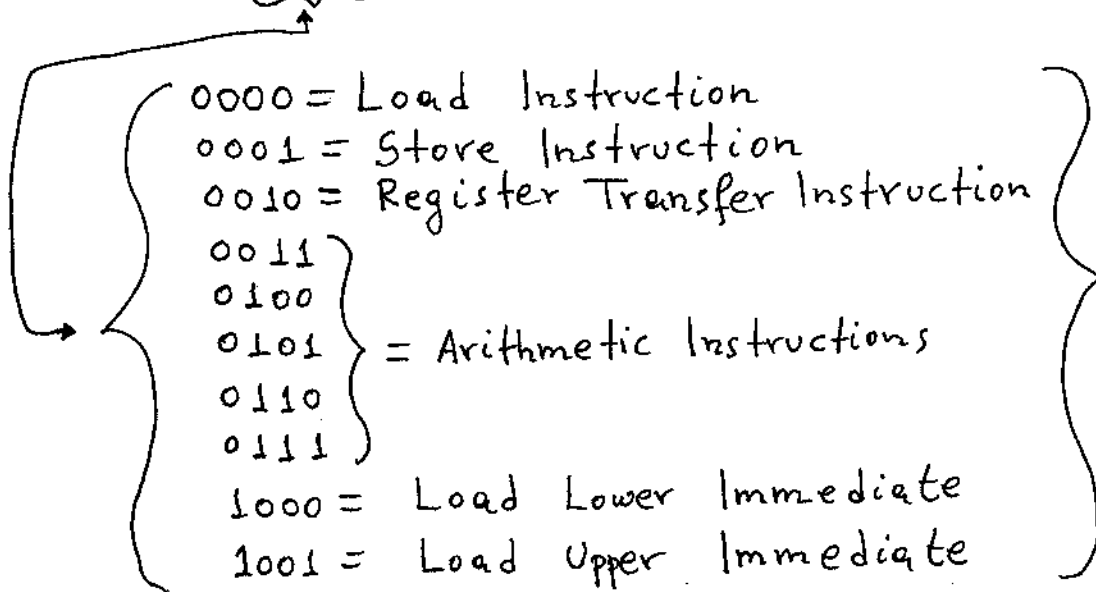 0000 = Load Instruction
0001 = Store Instruction
0010 = Register Transfer Instruction
0011
0100
0101 = Arithmetic Instructions
0110
0111
1000 = Load Lower Immediate
1001 = Load Upper Immediate